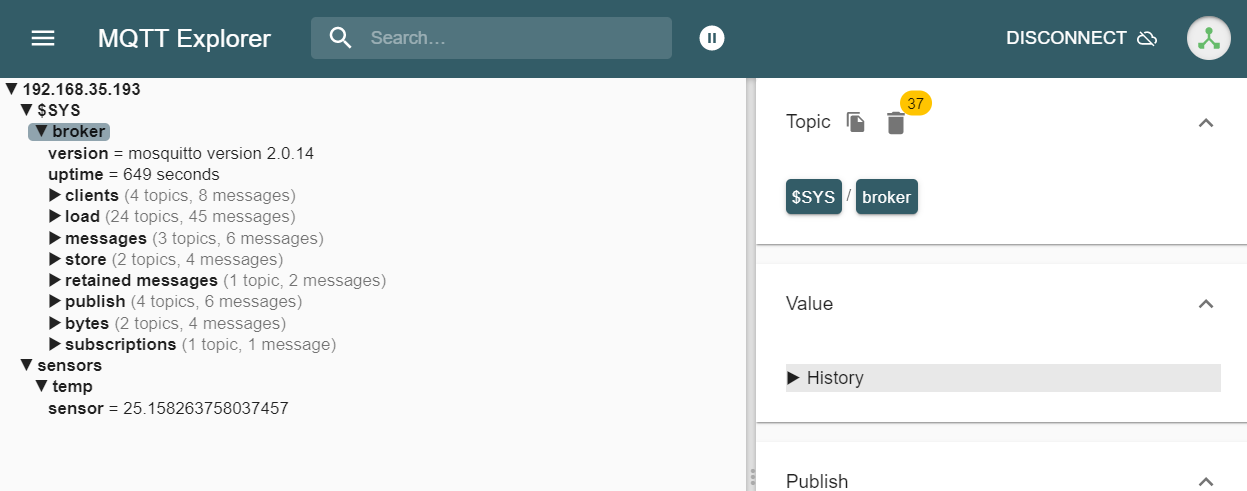 MQTT Explorer
Search...
DISCONNECT
192.168.35.193
$SYS
broker
version = mosquitto version 2.0.14
uptime = 649 seconds
clients (4 topics, 8 messages)
load (24 topics, 45 messages)
messages (3 topics, 6 messages)
store (2 topics, 4 messages)
retained messages (1 topic, 2 messages)
publish (4 topics, 6 messages)
bytes (2 topics, 4 messages)
subscriptions (1 topic, 1 message)
sensors
temp
sensor = 25.158263758037457
Topic 37
$SYS / broker
Value
History
Publish